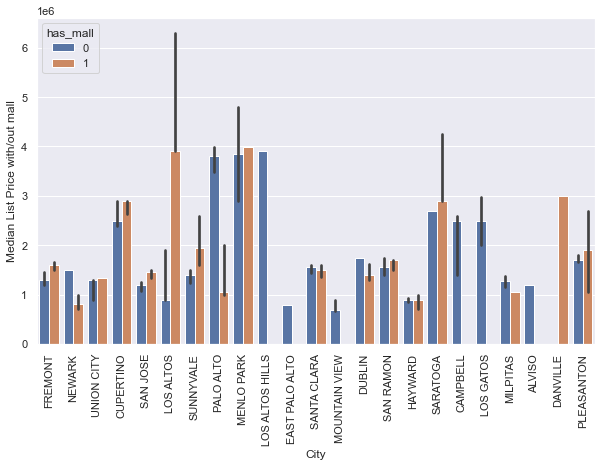 1e6
has_mall
0
1
6
5
4
3
2
1
0
Median List Price with/out mall
FREMONT
NEWARK
UNION CITY
CUPERTINO
SAN JOSE
LOS ALTOS
SUNNYVALE
PALO ALTO
MENLO PARK
LOS ALTOS HILLS
EAST PALO ALTO
SANTA CLARA
MOUNTAIN VIEW
DUBLIN
SAN RAMON
HAYWARD
SARATOGA
CAMPBELL
LOS GATOS
MILPITAS
ALVISO
DANVILLE
PLEASANTON
City